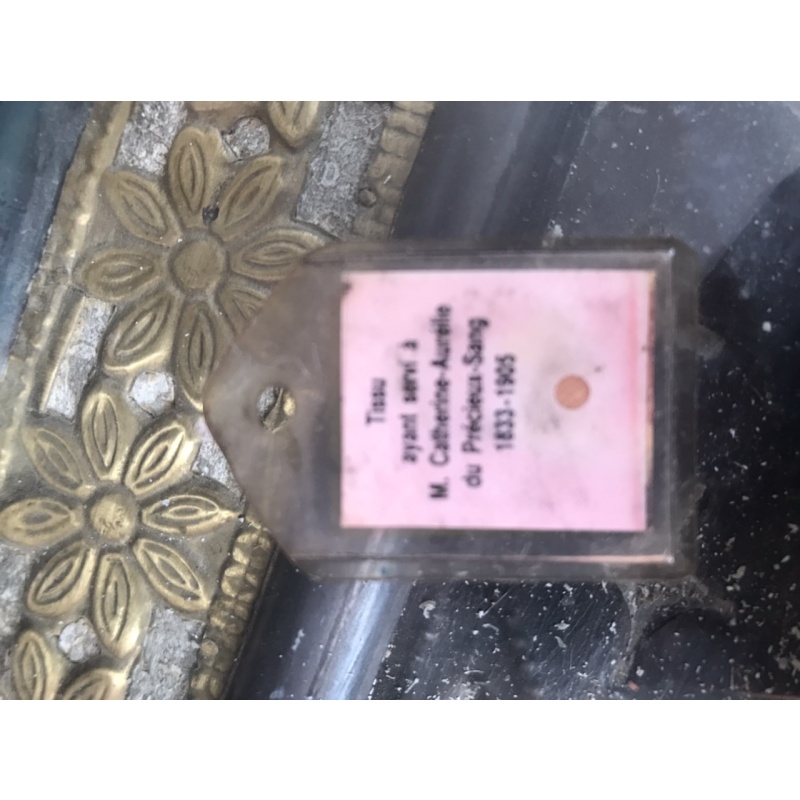 Tissu
ayant servi à
M. Catherine-Aurélie
du Précieux-Sang
1833-1905